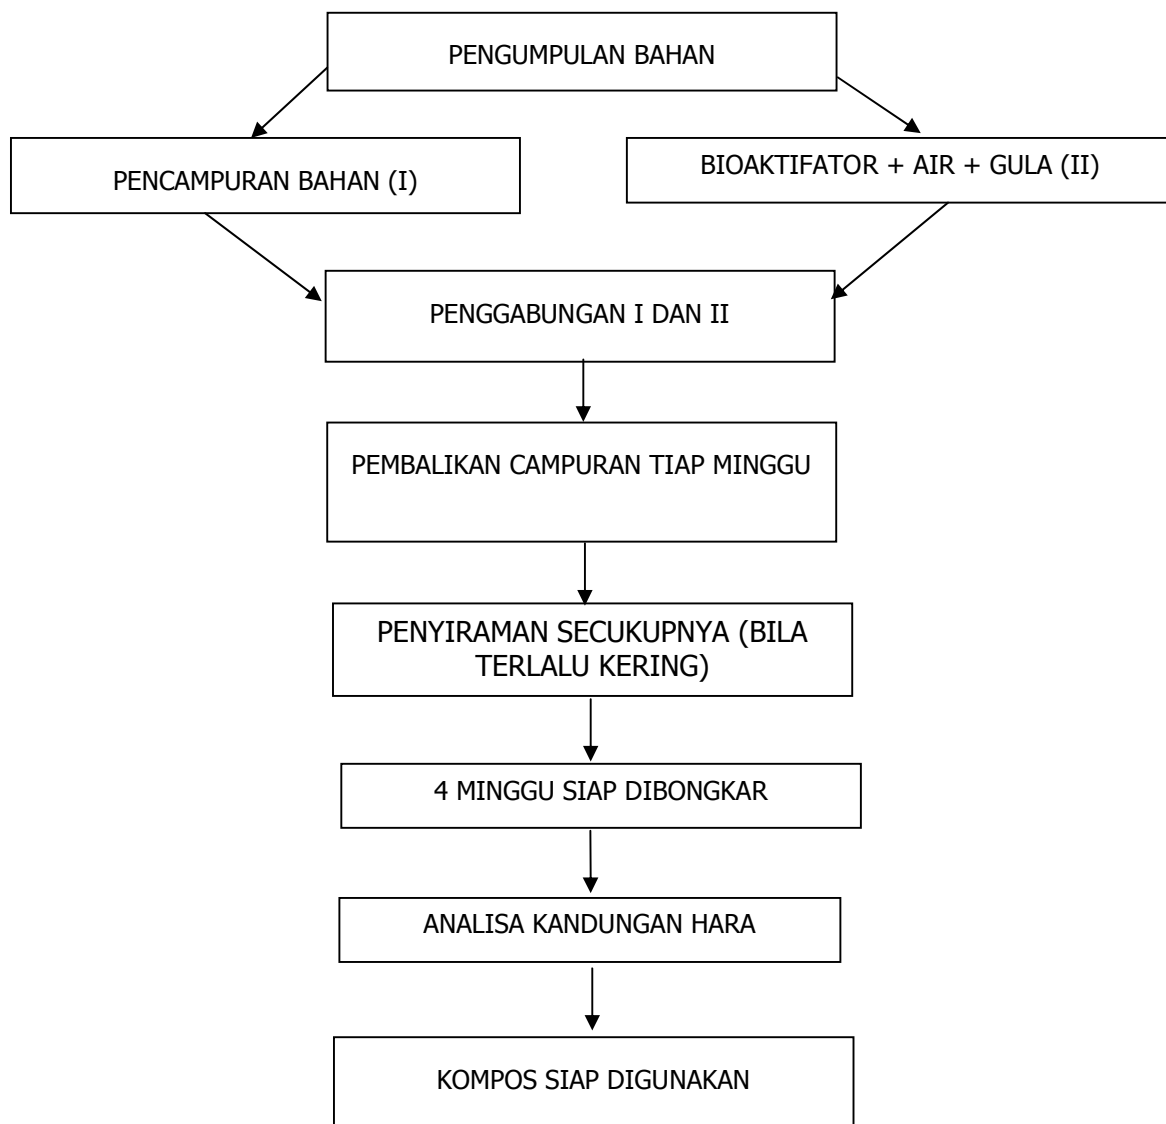 PENGUMPULAN BAHAN
PENCAMPURAN BAHAN (I)
BIOAKTIFATOR + AIR + GULA (II)
PENGGABUNGAN I DAN II
PEMBALIKAN CAMPURAN TIAP MINGGU
PENYIRAMAN SECUKUPNYA (BILA
TERLALU KERING)
4 MINGGU SIAP DIBONGKAR
ANALISA KANDUNGAN HARA
KOMPOS SIAP DIGUNAKAN